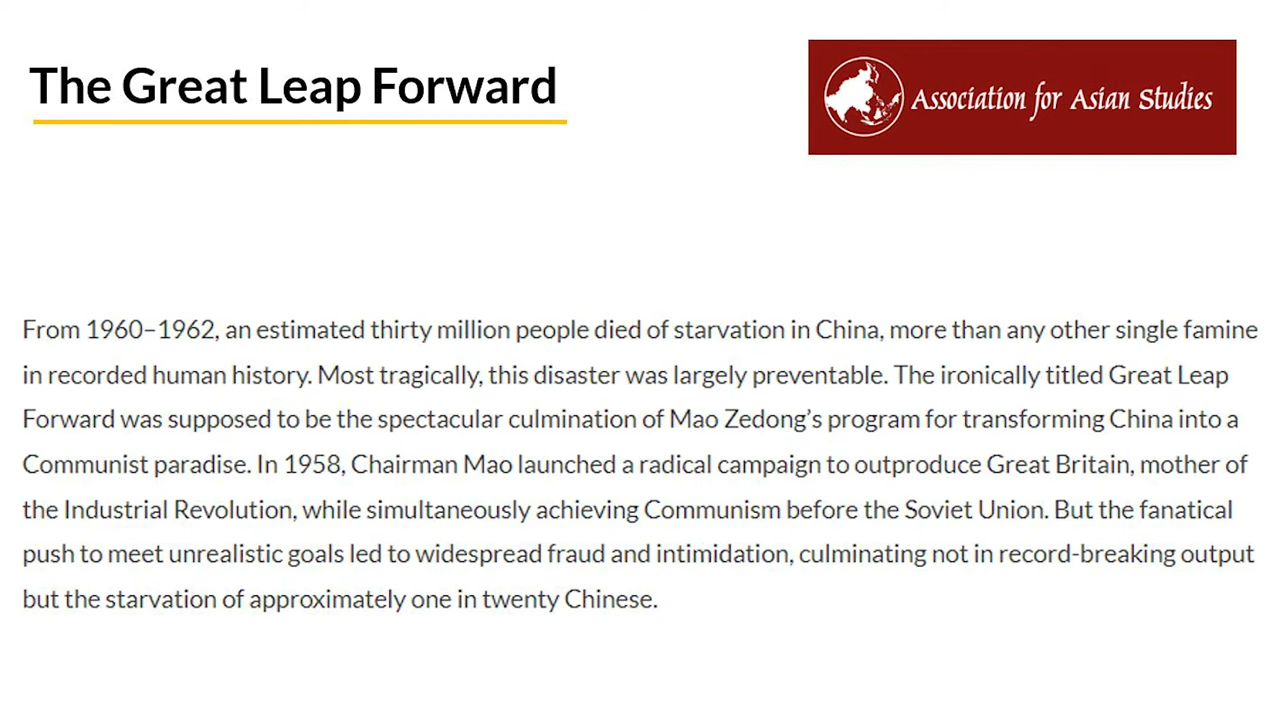 The Great Leap Forward
Association for Asian Studies
From 1960–1962, an estimated thirty million people died of starvation in China, more than any other single famine
in recorded human history. Most tragically, this disaster was largely preventable. The ironically titled Great Leap
Forward was supposed to be the spectacular culmination of Mao Zedong’s program for transforming China into a
Communist paradise. In 1958, Chairman Mao launched a radical campaign to outproduce Great Britain, mother of
the Industrial Revolution, while simultaneously achieving Communism before the Soviet Union. But the fanatical
push to meet unrealistic goals led to widespread fraud and intimidation, culminating not in record-breaking output
but the starvation of approximately one in twenty Chinese.